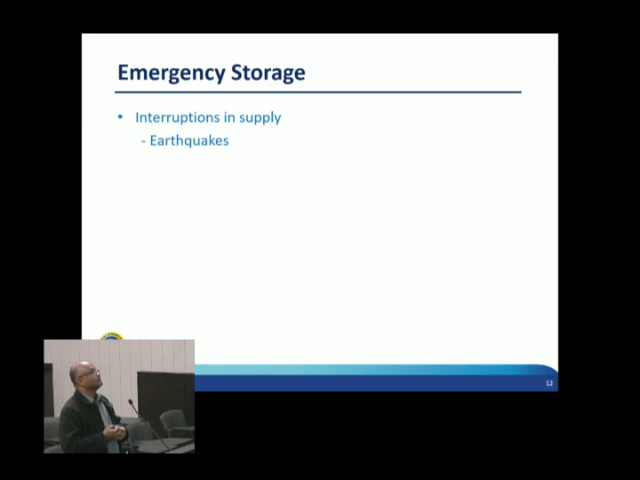 Emergency Storage
• Interruptions in supply
- Earthquakes
12